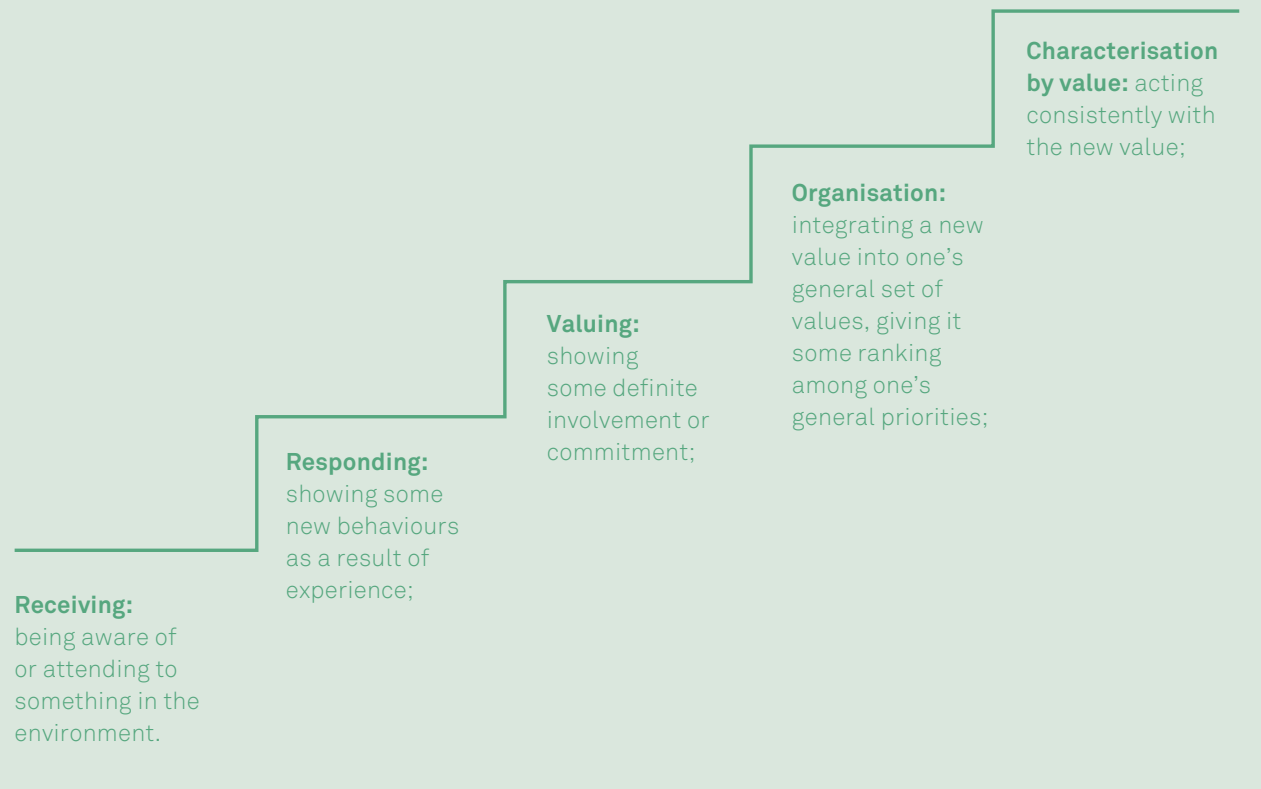 Characterisation
by value: acting
consistently with
the new value;
Organisation:
integrating a new
value into one’s
general set of
values, giving it
some ranking
among one’s
general priorities;
Valuing:
showing
some definite
involvement or
commitment;
Responding:
showing some
new behaviours
as a result of
experience;
Receiving:
being aware of
or attending to
something in the
environment.